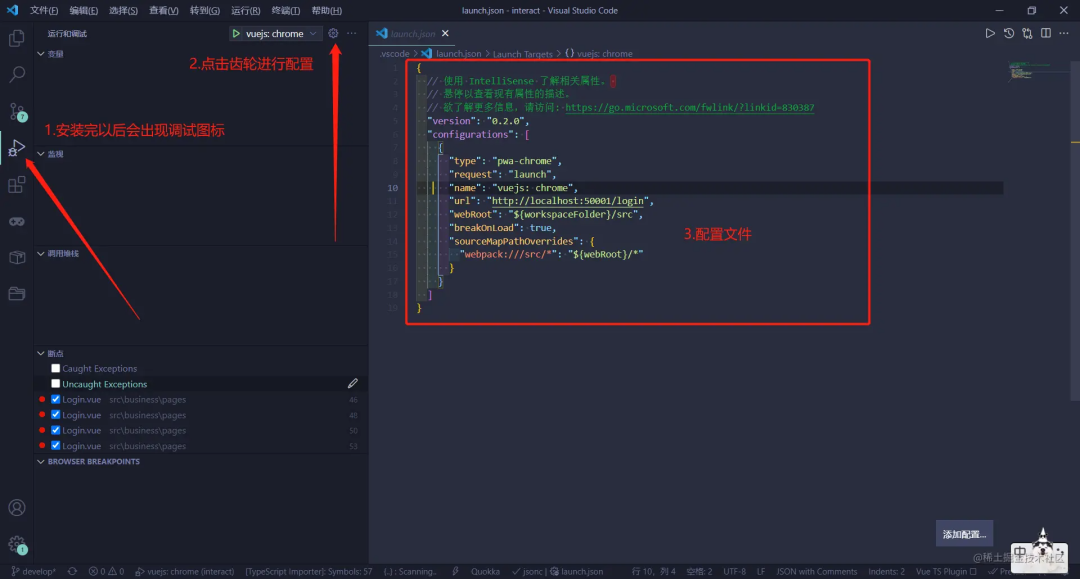 文件(F) 编辑(E) 选择(S) 查看(V) 转到(G) 运行(R) 终端(T) 帮助(H)
launch.json - interact - Visual Studio Code
运行和调试
vuejs: chrome
变量
2.点击齿轮进行配置
1.安装完以后会出现调试图标
监视
调用堆栈
断点
Caught Exceptions
Uncaught Exceptions
Login.vue src\business\pages 46
Login.vue src\business\pages 48
Login.vue src\business\pages 50
Login.vue src\business\pages 53
BROWSER BREAKPOINTS
launch.json
.vscode > launch.json > Launch Targets > {} vuejs: chrome
{
// 使用 IntelliSense 了解相关属性。
// 悬停以查看现有属性的描述。
// 欲了解更多信息，请访问: https://go.microsoft.com/fwlink/?linkid=830387
"version": "0.2.0",
"configurations": [
{
"type": "pwa-chrome",
"request": "launch",
10 "name": "vuejs: chrome",
"url": "http://localhost:50001/login",
"webRoot": "${workspaceFolder}/src",
"breakOnLoad": true,
"sourceMapPathOverrides": {
"webpack:///src/*": "${webRoot}/*"
}
}
]
}
3.配置文件
添加配置...
中
@稀土掘金技术社区
7
1
develop* 0 0 vuejs: chrome (interact) [TypeScript Importer]: Symbols: 57 {..} : Scanning.. Quokka jsonc launch.json 行 10，列 4 空格: 2 UTF-8 LF JSON with Comments Indents: 2 Vue TS Plugin